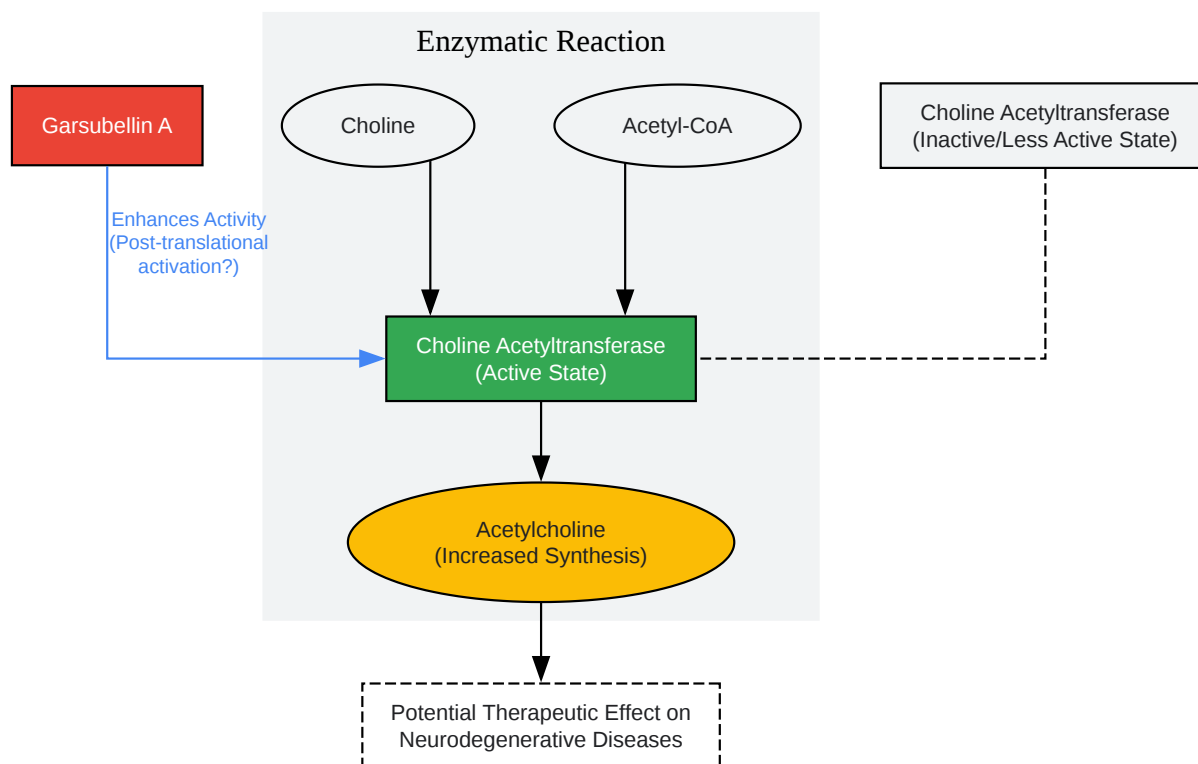 Enzymatic Reaction
Garsubellin A
Choline
Acetyl-CoA
Choline Acetyltransferase
(Inactive/Less Active State)
Enhances Activity
(Post-translational
activation?)
Choline Acetyltransferase
(Active State)
Acetylcholine
(Increased Synthesis)
Potential Therapeutic Effect on
Neurodegenerative Diseases